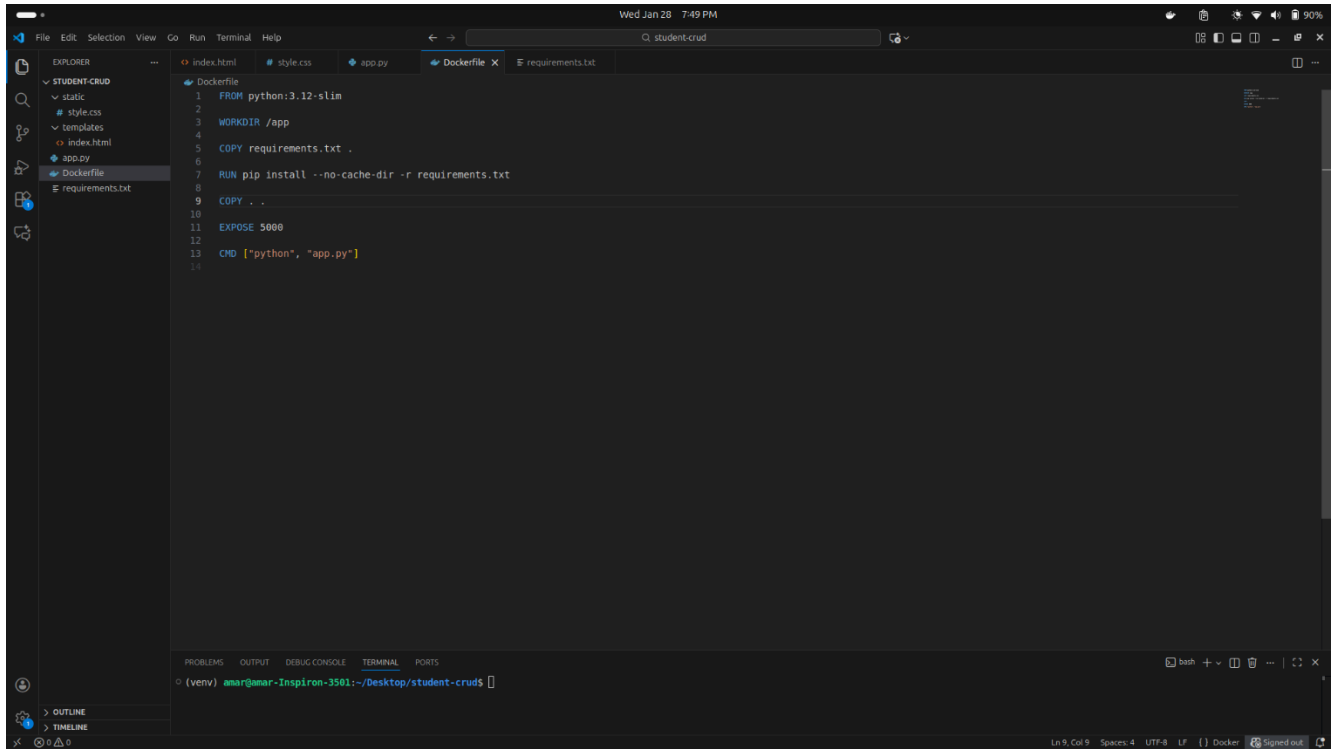 Wed Jan 28 7:49 PM
90%
File Edit Selection View Go Run Terminal Help
student-crud
EXPLORER
index.html
style.css
app.py
Dockerfile
requirements.txt
STUDENT-CRUD
static
# style.css
templates
index.html
app.py
Dockerfile
requirements.txt
Dockerfile
1 FROM python:3.12-slim
2
3 WORKDIR /app
4
5 COPY requirements.txt .
6
7 RUN pip install --no-cache-dir -r requirements.txt
8
9 COPY . .
10
11 EXPOSE 5000
12
13 CMD ["python", "app.py"]
14
PROBLEMS OUTPUT DEBUG CONSOLE TERMINAL PORTS
bash
(venv) amar@amar-Inspiron-3501:~/Desktop/student-crud$
OUTLINE
TIMELINE
0 0
Ln 9, Col 9 Spaces: 4 UTF-8 LF {} Docker Signed out